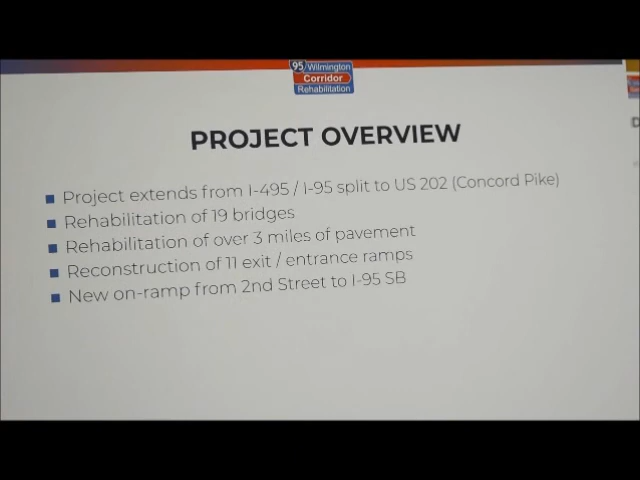 95/Wilmington
Corridor
Rehabilitation
PROJECT OVERVIEW
Project extends from I-495 / I-95 split to US 202 (Concord Pike)
Rehabilitation of 19 bridges
Rehabilitation of over 3 miles of pavement
Reconstruction of 11 exit / entrance ramps
New on-ramp from 2nd Street to I-95 SB